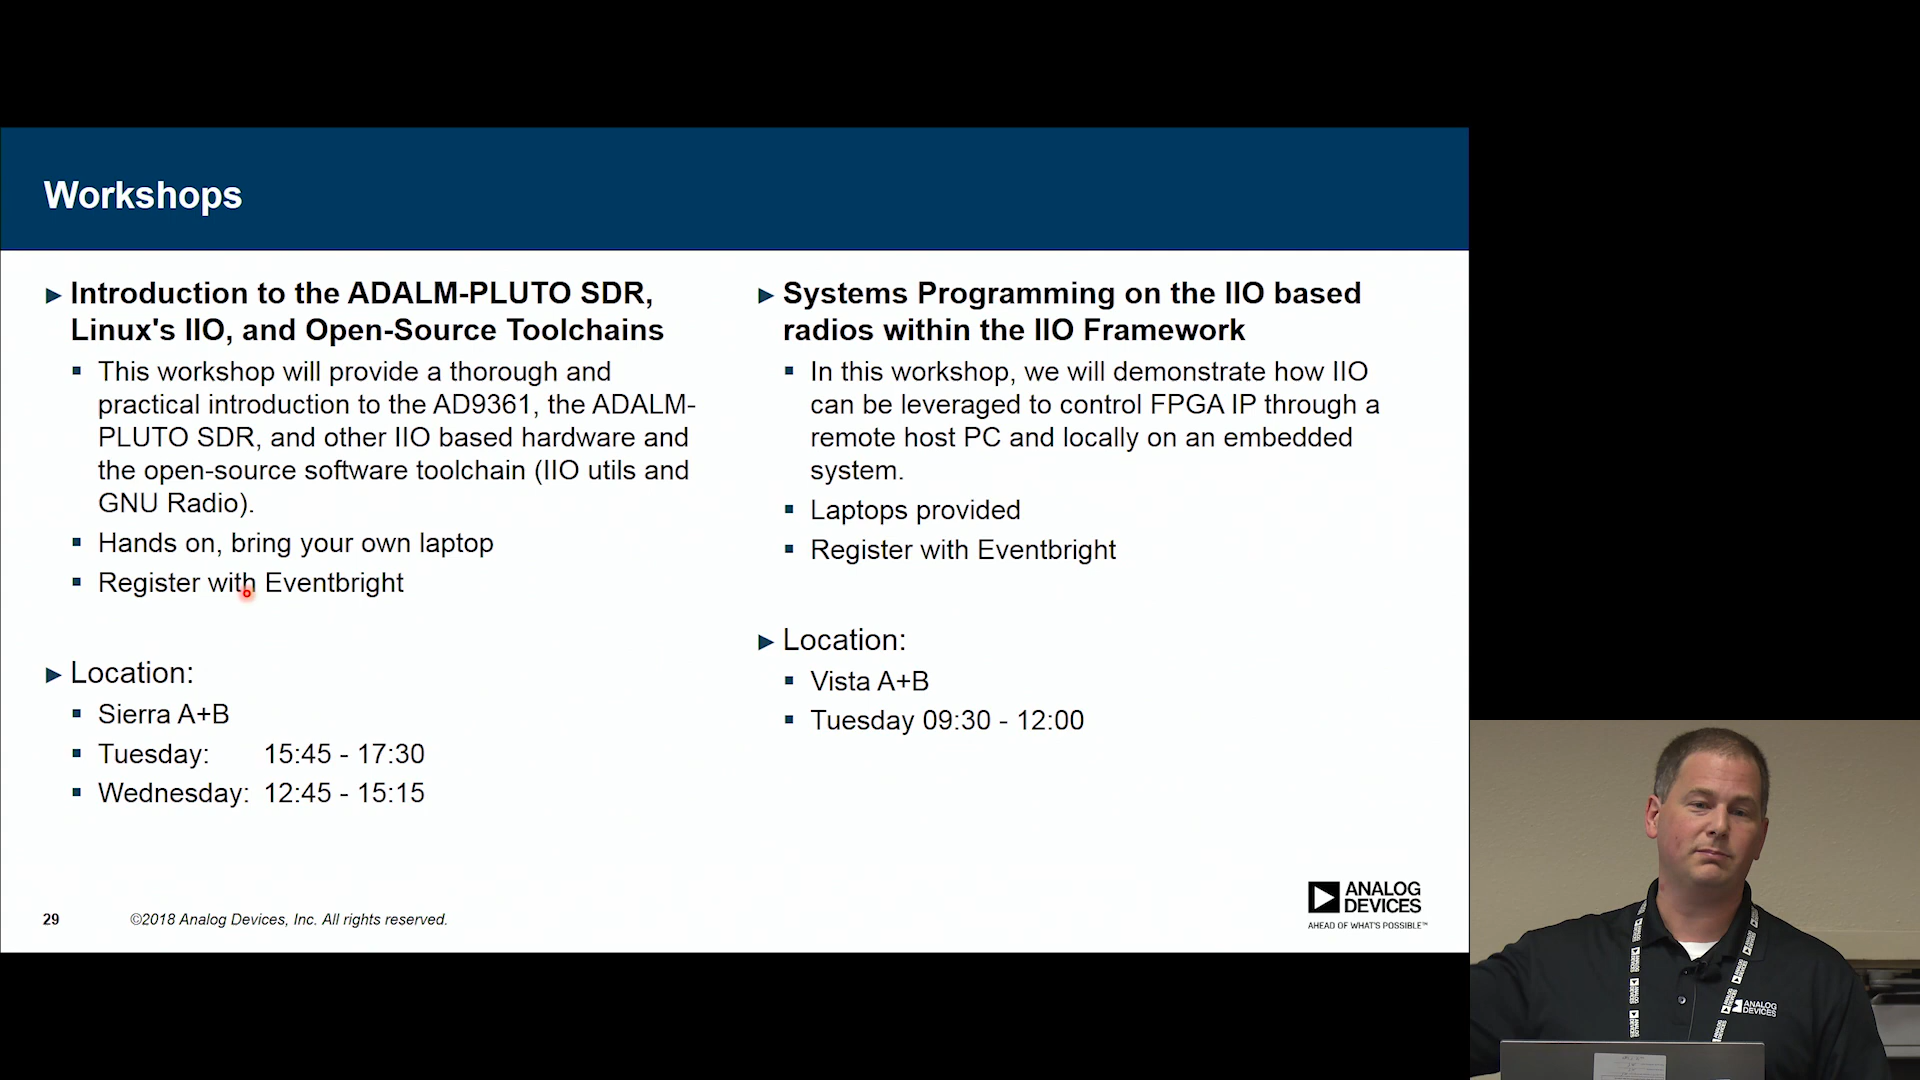 Workshops
Introduction to the ADALM-PLUTO SDR,
Linux's IIO, and Open-Source Toolchains
This workshop will provide a thorough and
practical introduction to the AD9361, the ADALM-
PLUTO SDR, and other IIO based hardware and
the open-source software toolchain (IIO utils and
GNU Radio).
Hands on, bring your own laptop
Register with Eventbright
Location:
Sierra A+B
Tuesday: 15:45 - 17:30
Wednesday: 12:45 - 15:15
Systems Programming on the IIO based
radios within the IIO Framework
In this workshop, we will demonstrate how IIO
can be leveraged to control FPGA IP through a
remote host PC and locally on an embedded
system.
Laptops provided
Register with Eventbright
Location:
Vista A+B
Tuesday 09:30 - 12:00
29
©2018 Analog Devices, Inc. All rights reserved.
ANALOG
DEVICES
AHEAD OF WHAT'S POSSIBLE™
ANALOG
DEVICES